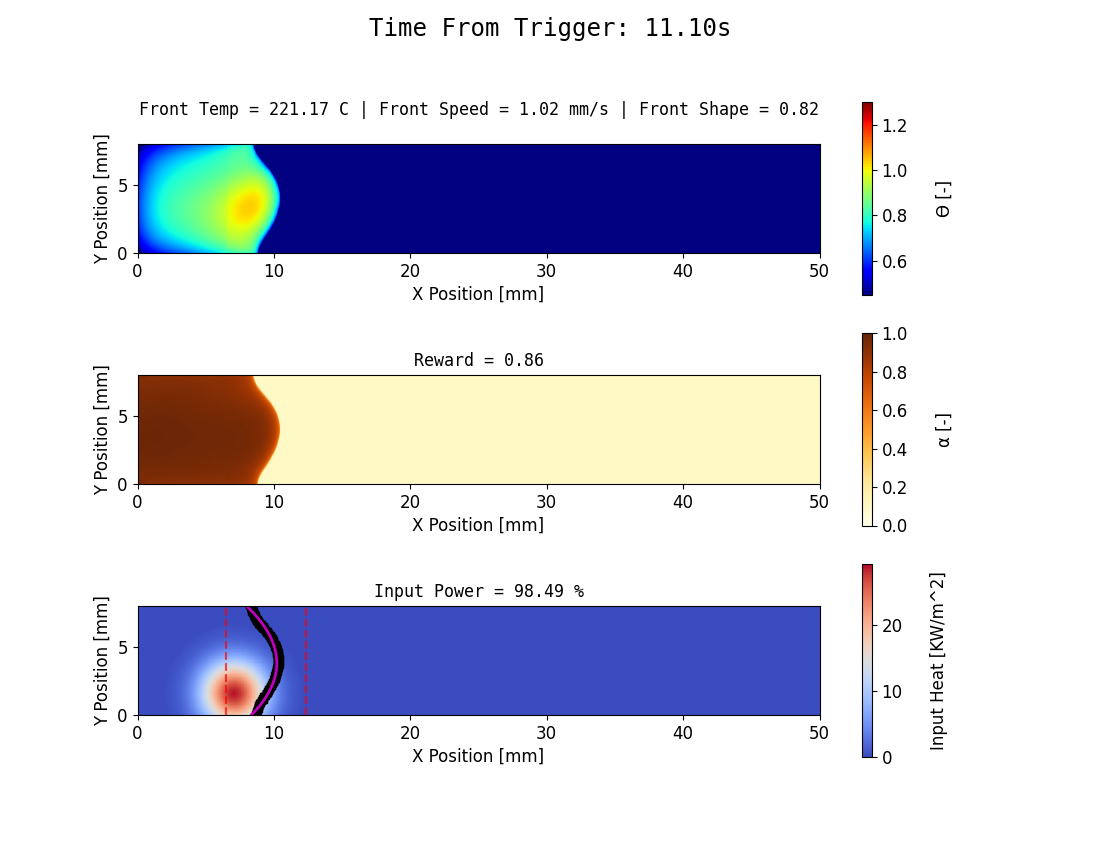 Time From Trigger: 11.10s
Front Temp = 221.17 C | Front Speed = 1.02 mm/s | Front Shape = 0.82
Y Position [mm]
5
0
0 10 20 30 40 50
X Position [mm]
1.2
1.0
0.8
0.6
Θ [-]
Reward = 0.86
Y Position [mm]
5
0
0 10 20 30 40 50
X Position [mm]
1.0
0.8
0.6
0.4
0.2
0.0
α [-]
Input Power = 98.49 %
Y Position [mm]
5
0
0 10 20 30 40 50
X Position [mm]
20
10
0
Input Heat [KW/m^2]